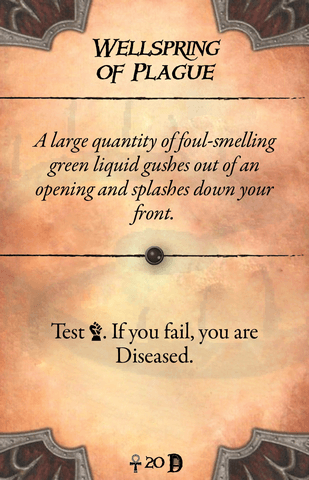 Wellspring
of Plague
A large quantity of foul-smelling
green liquid gushes out of an
opening and splashes down your
front.
Test . If you fail, you are
Diseased.
20